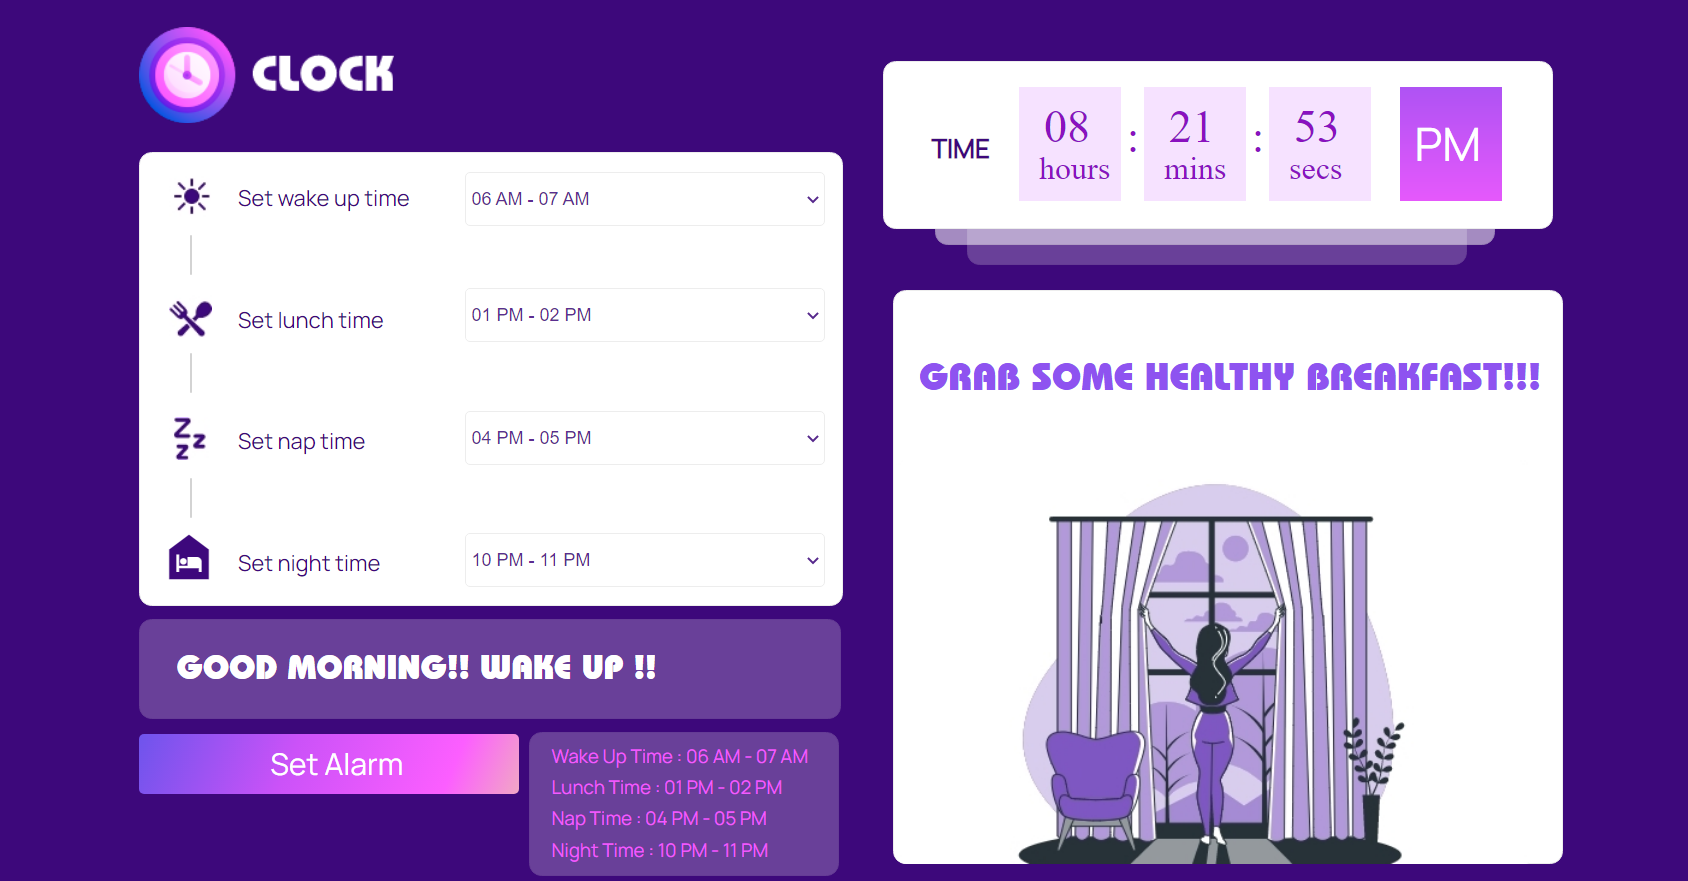 CLOCK
Set wake up time
06 AM - 07 AM
Set lunch time
01 PM - 02 PM
Set nap time
04 PM - 05 PM
Set night time
10 PM - 11 PM
GOOD MORNING!! WAKE UP !!
Set Alarm
Wake Up Time : 06 AM - 07 AM
Lunch Time : 01 PM - 02 PM
Nap Time : 04 PM - 05 PM
Night Time : 10 PM - 11 PM
TIME
08 : 21 : 53
hours mins secs
PM
GRAB SOME HEALTHY BREAKFAST!!!